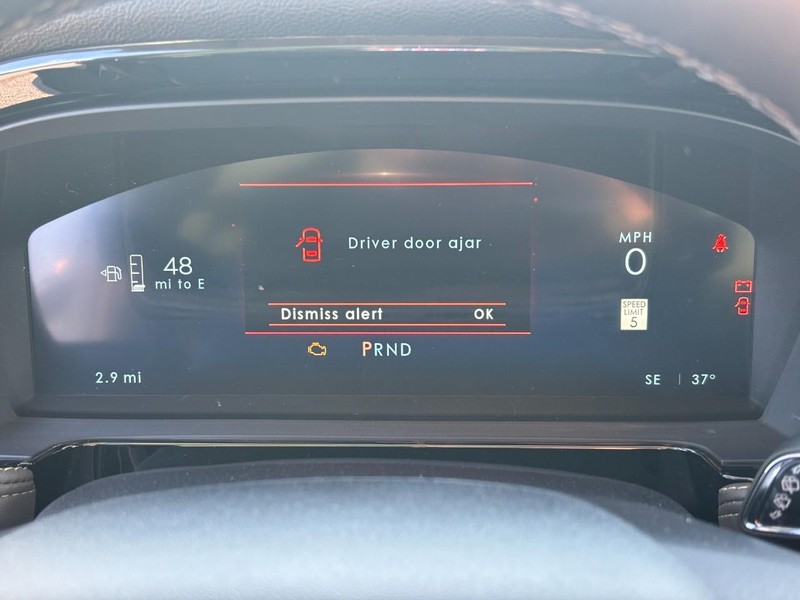 Driver door ajar
48
mi to E
MPH
0
SPEED
LIMIT
5
Dismiss alert OK
PRND
2.9 mi
SE 37°